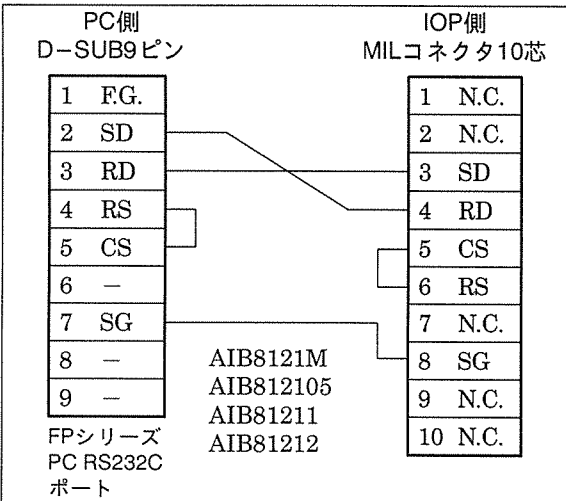 PC側
D-SUB9ピン
1 F.G.
2 SD
3 RD
4 RS
5 CS
6 −
7 SG
8 −
9 −
FPシリーズ
PC RS232C
ポート
AIB8121M
AIB812105
AIB81211
AIB81212
IOP側
MILコネクタ10芯
1 N.C.
2 N.C.
3 SD
4 RD
5 CS
6 RS
7 N.C.
8 SG
9 N.C.
10 N.C.